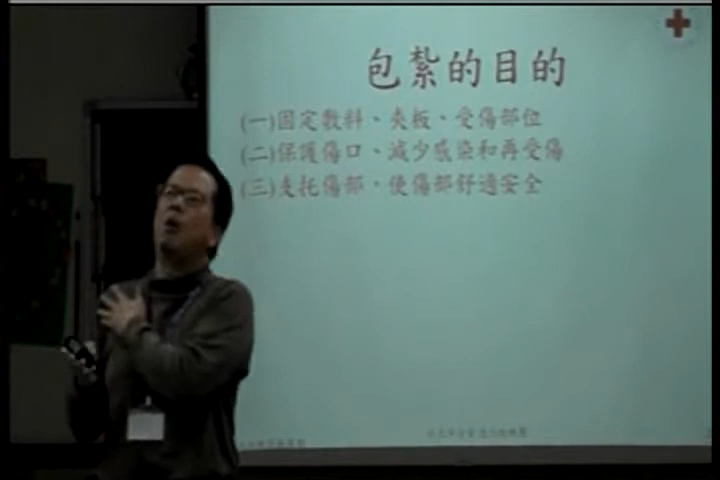 包紮的目的
(一)固定敷料、夾板、受傷部位
(二)保護傷口、減少感染和再受傷
(三)支托傷部，使傷部舒適安全